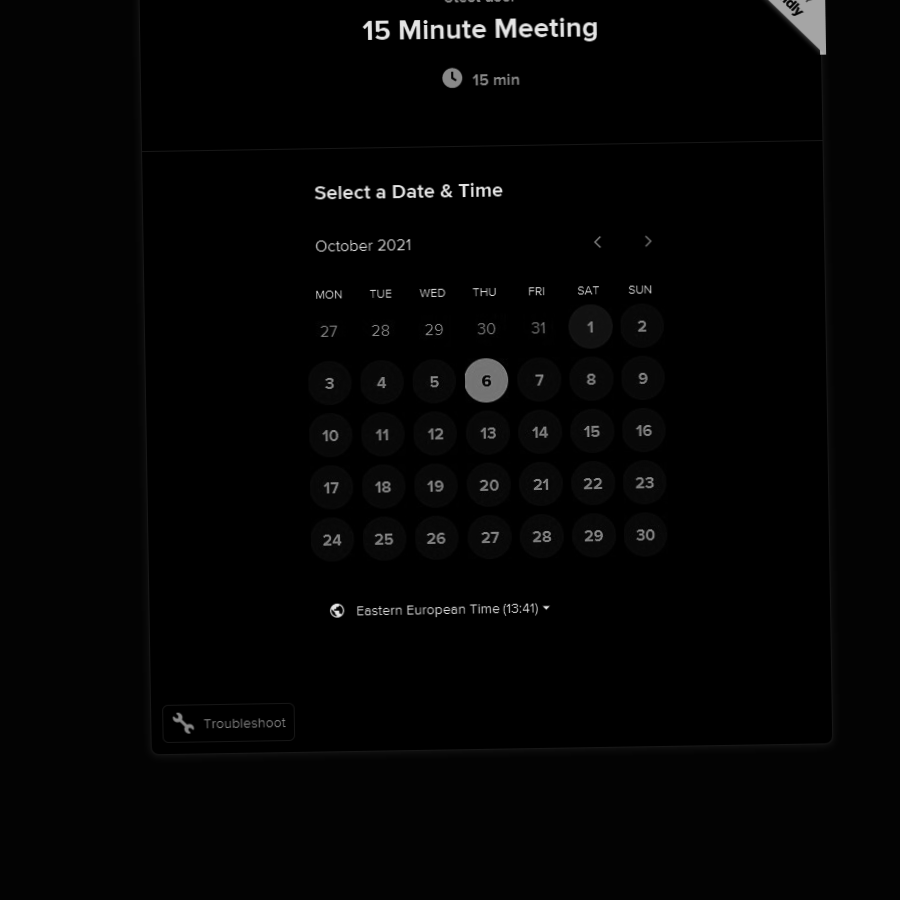 15 Minute Meeting
15 min
Select a Date & Time
October 2021
MON TUE WED THU FRI SAT SUN
27 28 29 30 31 1 2
3 4 5 6 7 8 9
10 11 12 13 14 15 16
17 18 19 20 21 22 23
24 25 26 27 28 29 30
Eastern European Time (13:41)
Troubleshoot